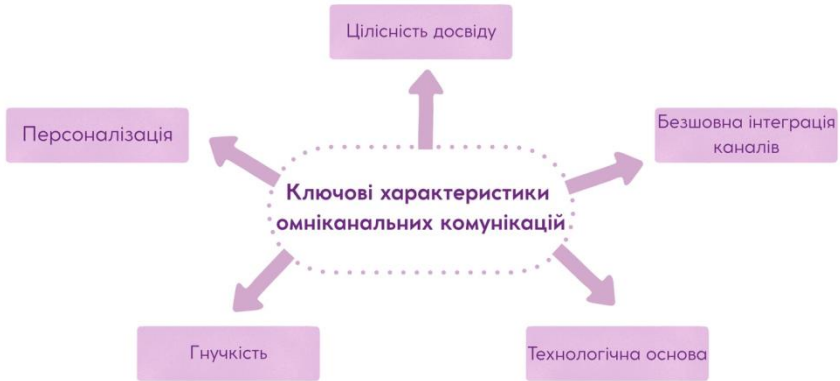 Цілісність досвіду
Персоналізація
Безшовна інтеграція
каналів
Ключові характеристики
омніканальних комунікацій
Гнучкість
Технологічна основа